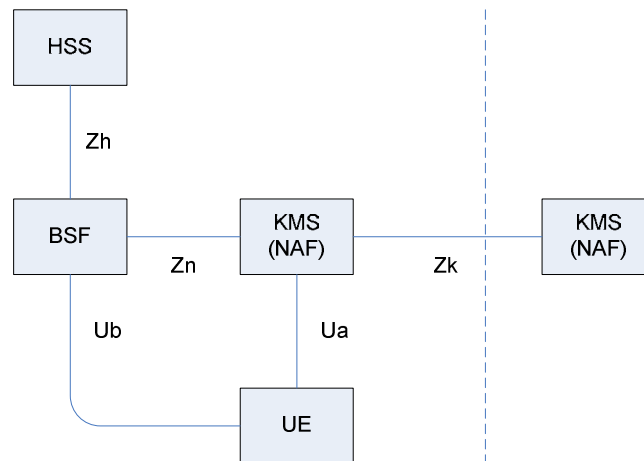 HSS
Zh
BSF
Zn
KMS
(NAF)
Zk
KMS
(NAF)
Ub
Ua
UE